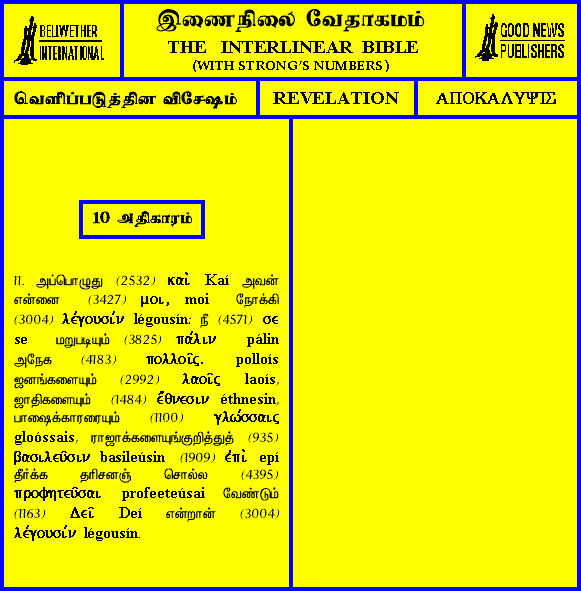 BELLWETHER
INTERNATIONAL
இணைநிலை வேதாகமம்
THE INTERLINEAR BIBLE
(WITH STRONG'S NUMBERS)
GOOD NEWS
PUBLISHERS
வெளிப்படுத்தின விசேஷம்
REVELATION
ΑΠΟΚΑΛΥΨΙΣ
10 அதிகாரம்
11. அப்பொழுது (2532) καὶ Kaí அவன்
என்னை (3427) μοι, moi நோக்கி
(3004) λέγουσίν légousín: நீ (4571) σε
se மறுபடியும் (3825) πάλιν pálin
அநேக (4183) πολλοῖς. polloís
ஜனங்களையும் (2992) λαοῖς laoís,
ஜாதிகளையும் (1484) ἔθνεσιν éthnesin,
பாஷைக்காரரையும் (1100) γλώσσαις
gloóssais, ராஜாக்களையுங்குறித்துத் (935)
βασιλεῦσιν basileúsin (1909) ἐπὶ epí
தீர்க்க தரிசனஞ் சொல்ல (4395)
προφητεῦσαι profeeteúsai வேண்டும்
(1163) Δεῖ Deí என்றான் (3004)
λέγουσίν légousín.